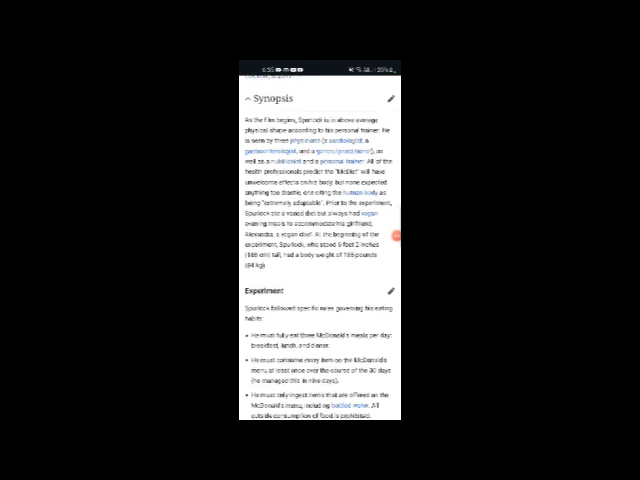 Synopsis
As the film begins, Spurlock is in above average
physical shape according to his personal trainer. He
is seen by three physicians (a cardiologist, a
gastroenterologist, and a general practitioner), as
well as a nutritionist and a personal trainer. All of the
health professionals predict the "McDiet" will have
unwelcome effects on his body, but none expected
anything too drastic, one citing the human body as
being "extremely adaptable". Prior to the experiment,
Spurlock ate a varied diet but always had vegan
evening meals to accommodate his girlfriend,
Alexandra, a vegan chef. At the beginning of the
experiment, Spurlock, who stood 6 feet 2 inches
(188 cm) tall, had a body weight of 185 pounds
(84 kg).
Experiment
Spurlock followed specific rules governing his eating
habits:
• He must fully eat three McDonald's meals per day:
breakfast, lunch, and dinner.
• He must consume every item on the McDonald's
menu at least once over the course of the 30 days
(he managed this in nine days).
• He must only ingest items that are offered on the
McDonald's menu, including bottled water. All
outside consumption of food is prohibited.